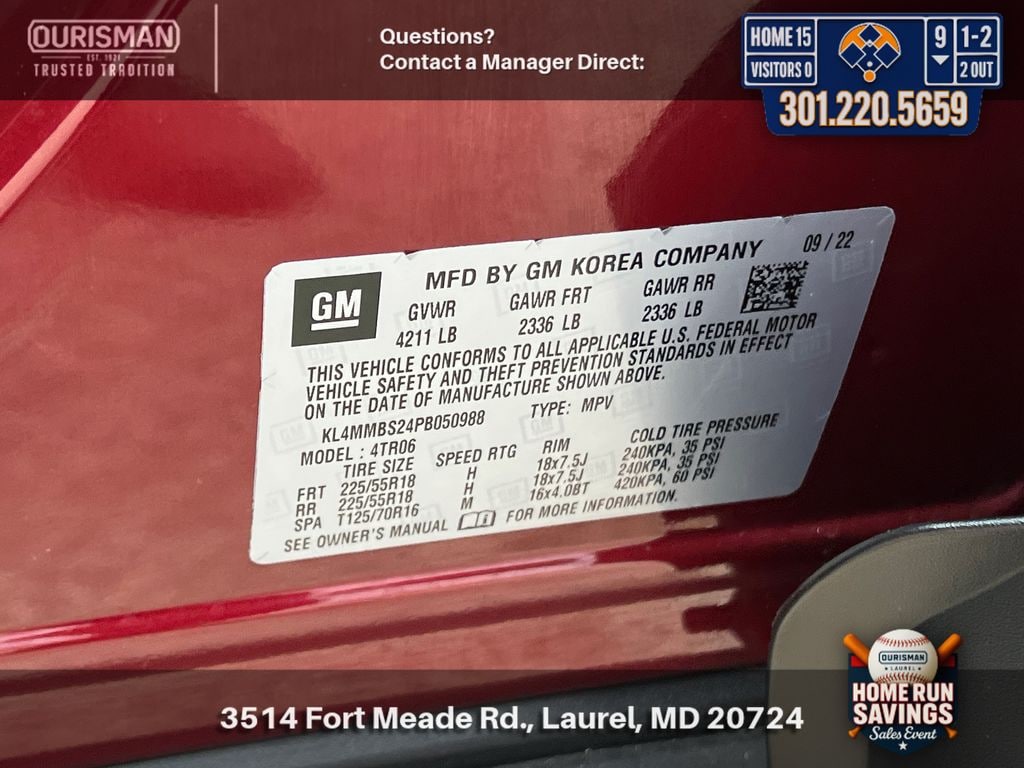 OURISMAN
EST. 1921
TRUSTED TRADITION
Questions?
Contact a Manager Direct:
HOME 15
VISITORS 0
9
1-2
2 OUT
301.220.5659
MFD BY GM KOREA COMPANY
09 / 22
GM
GVWR GAWR FRT GAWR RR
4211 LB 2336 LB 2336 LB
THIS VEHICLE CONFORMS TO ALL APPLICABLE U.S. FEDERAL MOTOR
VEHICLE SAFETY AND THEFT PREVENTION STANDARDS IN EFFECT
ON THE DATE OF MANUFACTURE SHOWN ABOVE.
KL4MMBS24PB050988 TYPE: MPV
MODEL : 4TR06
TIRE SIZE SPEED RTG RIM COLD TIRE PRESSURE
FRT 225/55R18 H 18x7.5J 240KPA, 35 PSI
RR 225/55R18 H 18x7.5J 240KPA, 35 PSI
SPA T125/70R16 M 16x4.0BT 420KPA, 60 PSI
SEE OWNER'S MANUAL FOR MORE INFORMATION.
3514 Fort Meade Rd., Laurel, MD 20724
OURISMAN
LAUREL
HOME RUN
SAVINGS
Sales Event